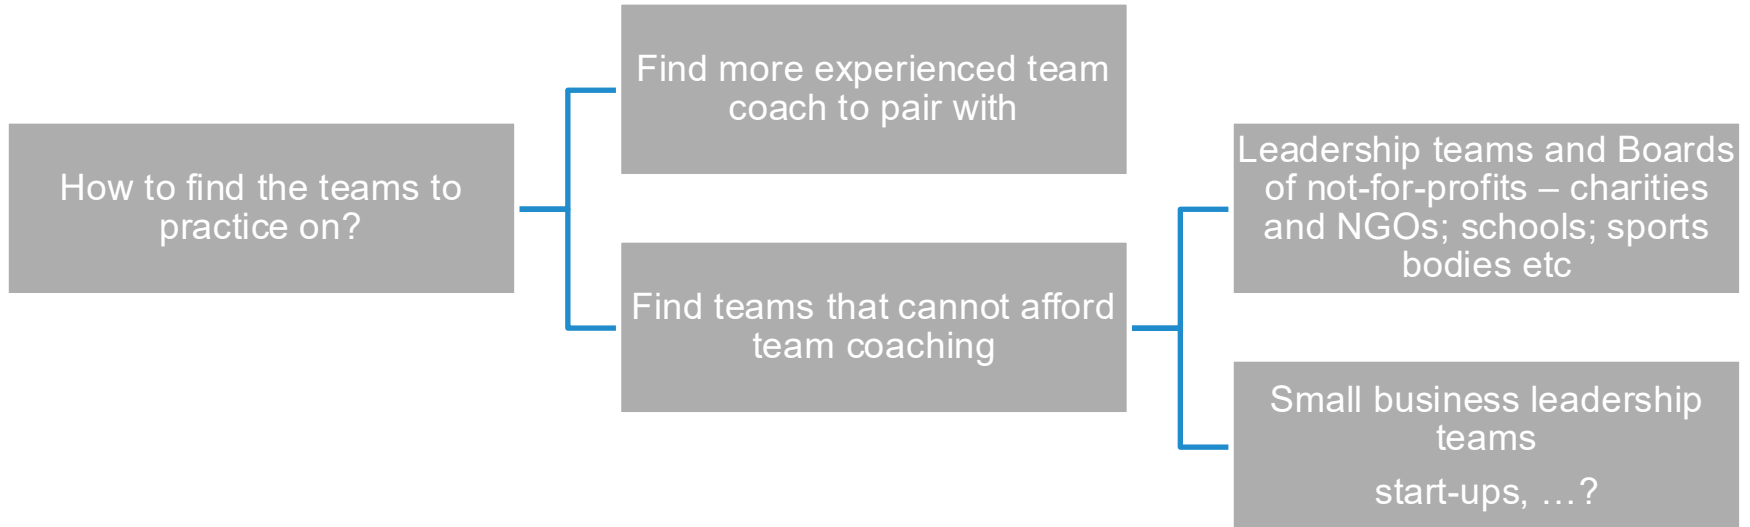 How to find the teams to
practice on?
Find more experienced team
coach to pair with
Find teams that cannot afford
team coaching
Leadership teams and Boards
of not-for-profits – charities
and NGOs; schools; sports
bodies etc
Small business leadership
teams
start-ups, …?